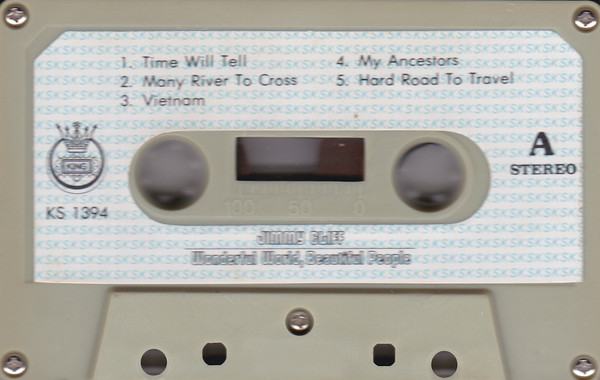 1. Time Will Tell
2. Many River To Cross
3. Vietnam
4. My Ancestors
5. Hard Road To Travel
A
STEREO
KING
KS 1394
100 50 0
JIMMY CLIFF
Wonderful World, Beautiful People